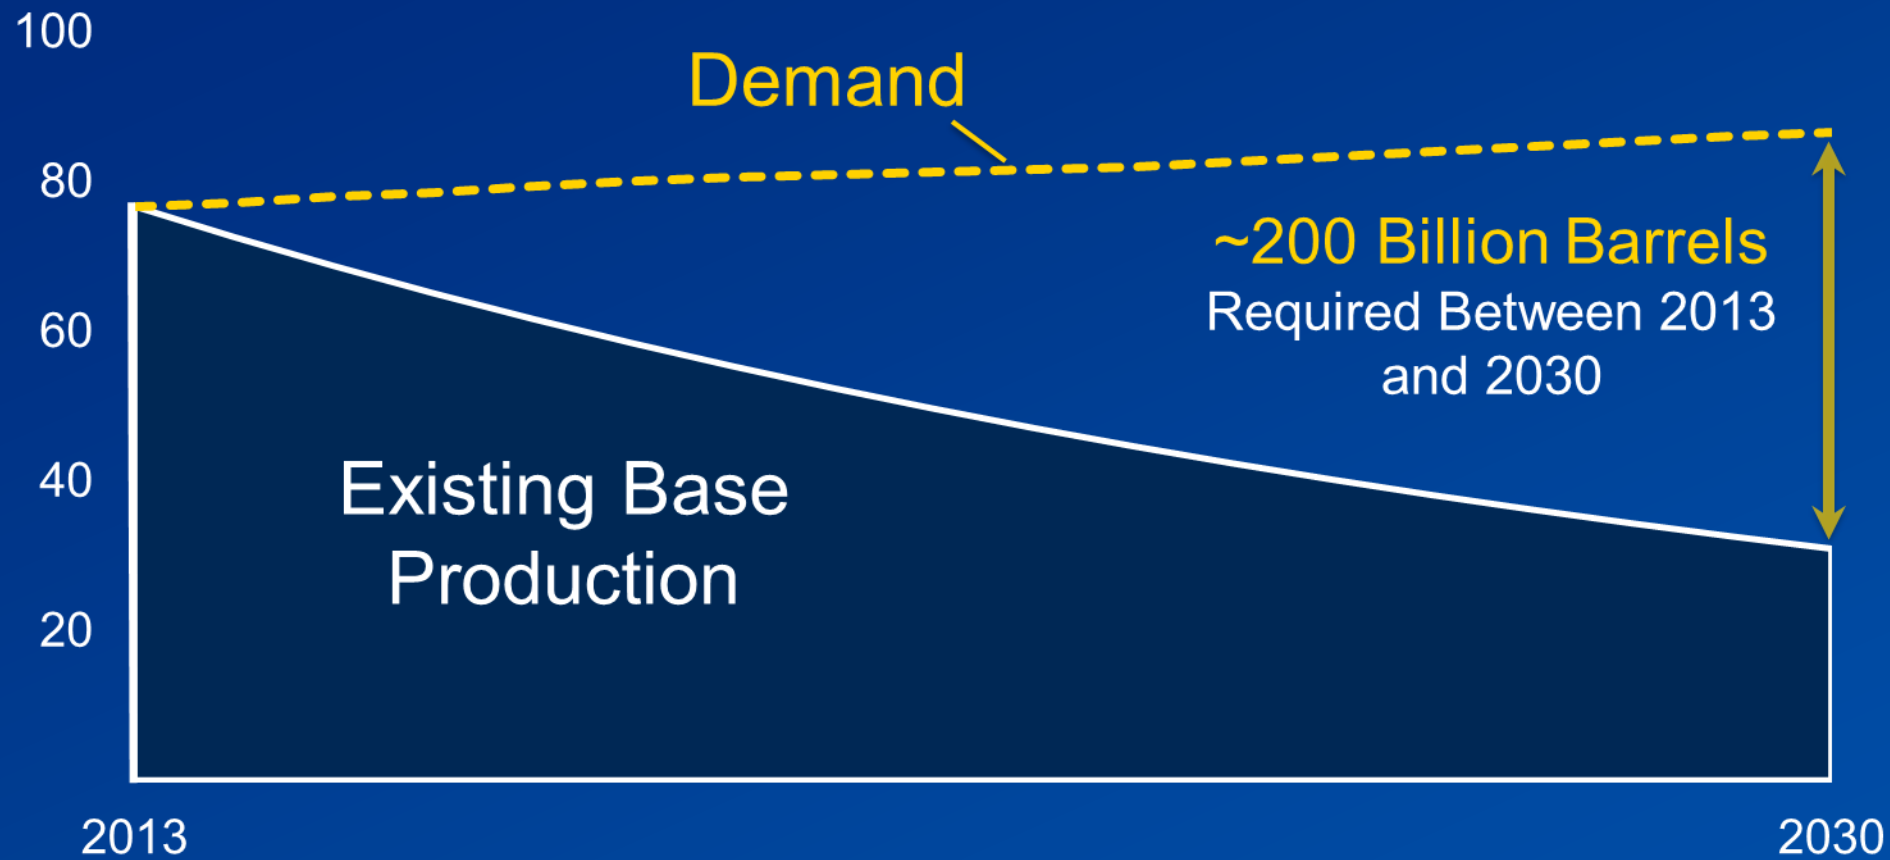 100
Demand
80
~200 Billion Barrels
Required Between 2013
and 2030
60
40
Existing Base
Production
20
2013
2030